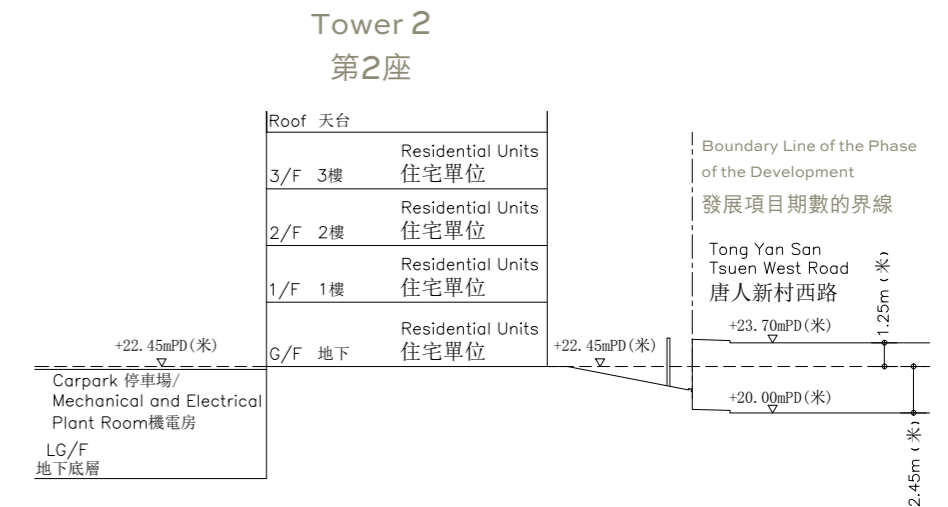 Tower 2
第2座
Roof 天台
Residential Units
3/F 3樓 住宅單位
Residential Units
2/F 2樓 住宅單位
Residential Units
1/F 1樓 住宅單位
Residential Units
G/F 地下 住宅單位
+22.45mPD(米)
+22.45mPD(米)
Carpark 停車場/
Mechanical and Electrical
Plant Room機電房
LG/F
地下底層
Boundary Line of the Phase
of the Development
發展項目期數的界線
Tong Yan San
Tsuen West Road
唐人新村西路
+23.70mPD(米)
+20.00mPD(米)
1.25m (米)
2.45m (米)